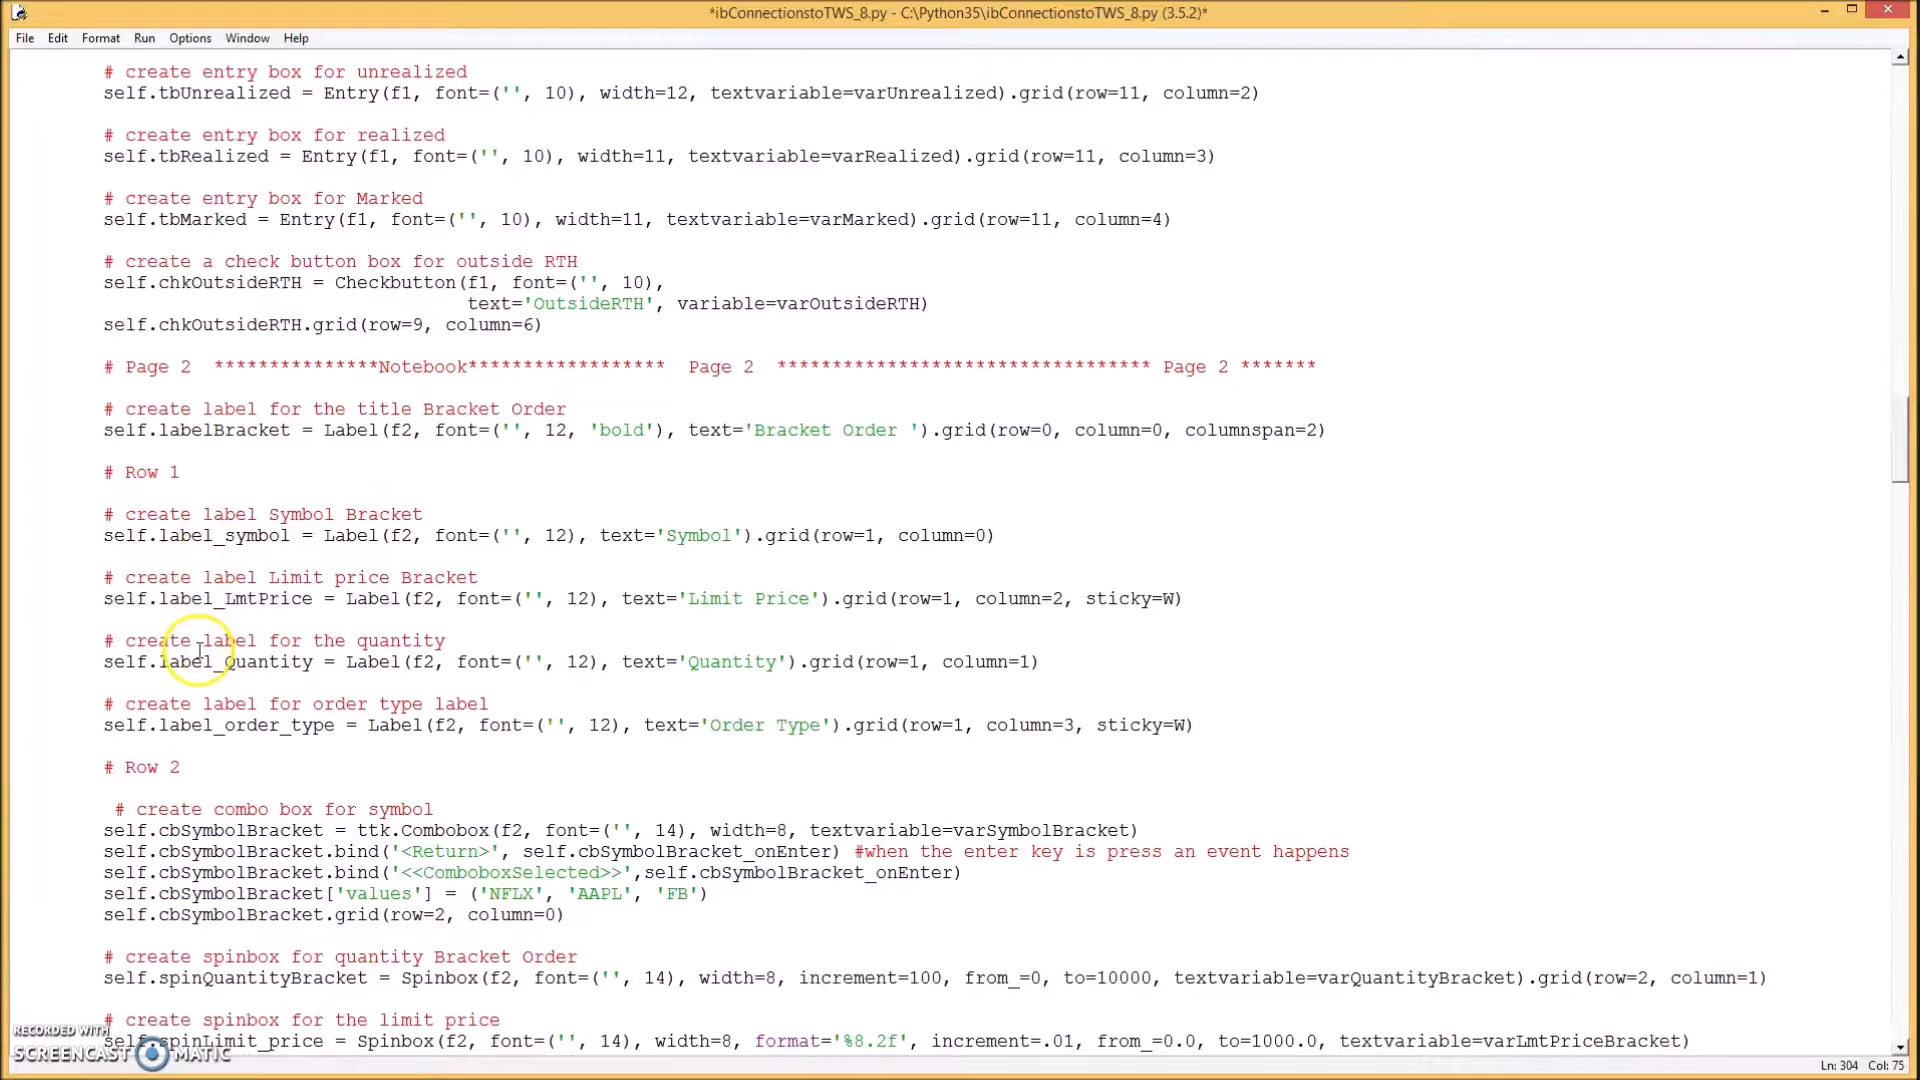 *ibConnectionstoTWS_8.py - C:\Python35\ibConnectionstoTWS_8.py (3.5.2)*
File Edit Format Run Options Window Help
# create entry box for unrealized
self.tbUnrealized = Entry(f1, font=('', 10), width=12, textvariable=varUnrealized).grid(row=11, column=2)
# create entry box for realized
self.tbRealized = Entry(f1, font=('', 10), width=11, textvariable=varRealized).grid(row=11, column=3)
# create entry box for Marked
self.tbMarked = Entry(f1, font=('', 10), width=11, textvariable=varMarked).grid(row=11, column=4)
# create a check button box for outside RTH
self.chkOutsideRTH = Checkbutton(f1, font=('', 10),
text='OutsideRTH', variable=varOutsideRTH)
self.chkOutsideRTH.grid(row=9, column=6)
# Page 2  ***************Notebook******************  Page 2  ********************************** Page 2 *******
# create label for the title Bracket Order
self.labelBracket = Label(f2, font=('', 12, 'bold'), text='Bracket Order ').grid(row=0, column=0, columnspan=2)
# Row 1
# create label Symbol Bracket
self.label_symbol = Label(f2, font=('', 12), text='Symbol').grid(row=1, column=0)
# create label Limit price Bracket
self.label_LmtPrice = Label(f2, font=('', 12), text='Limit Price').grid(row=1, column=2, sticky=W)
# create label for the quantity
self.label_Quantity = Label(f2, font=('', 12), text='Quantity').grid(row=1, column=1)
# create label for order type label
self.label_order_type = Label(f2, font=('', 12), text='Order Type').grid(row=1, column=3, sticky=W)
# Row 2
# create combo box for symbol
self.cbSymbolBracket = ttk.Combobox(f2, font=('', 14), width=8, textvariable=varSymbolBracket)
self.cbSymbolBracket.bind('<Return>', self.cbSymbolBracket_onEnter) #when the enter key is press an event happens
self.cbSymbolBracket.bind('<<ComboboxSelected>>',self.cbSymbolBracket_onEnter)
self.cbSymbolBracket['values'] = ('NFLX', 'AAPL', 'FB')
self.cbSymbolBracket.grid(row=2, column=0)
# create spinbox for quantity Bracket Order
self.spinQuantityBracket = Spinbox(f2, font=('', 14), width=8, increment=100, from_=0, to=10000, textvariable=varQuantityBracket).grid(row=2, column=1)
# create spinbox for the limit price
self.spinLimit_price = Spinbox(f2, font=('', 14), width=8, format='%8.2f', increment=.01, from_=0.0, to=1000.0, textvariable=varLmtPriceBracket)
RECORDED WITH
SCREENCAST MATIC
Ln: 304 Col: 75